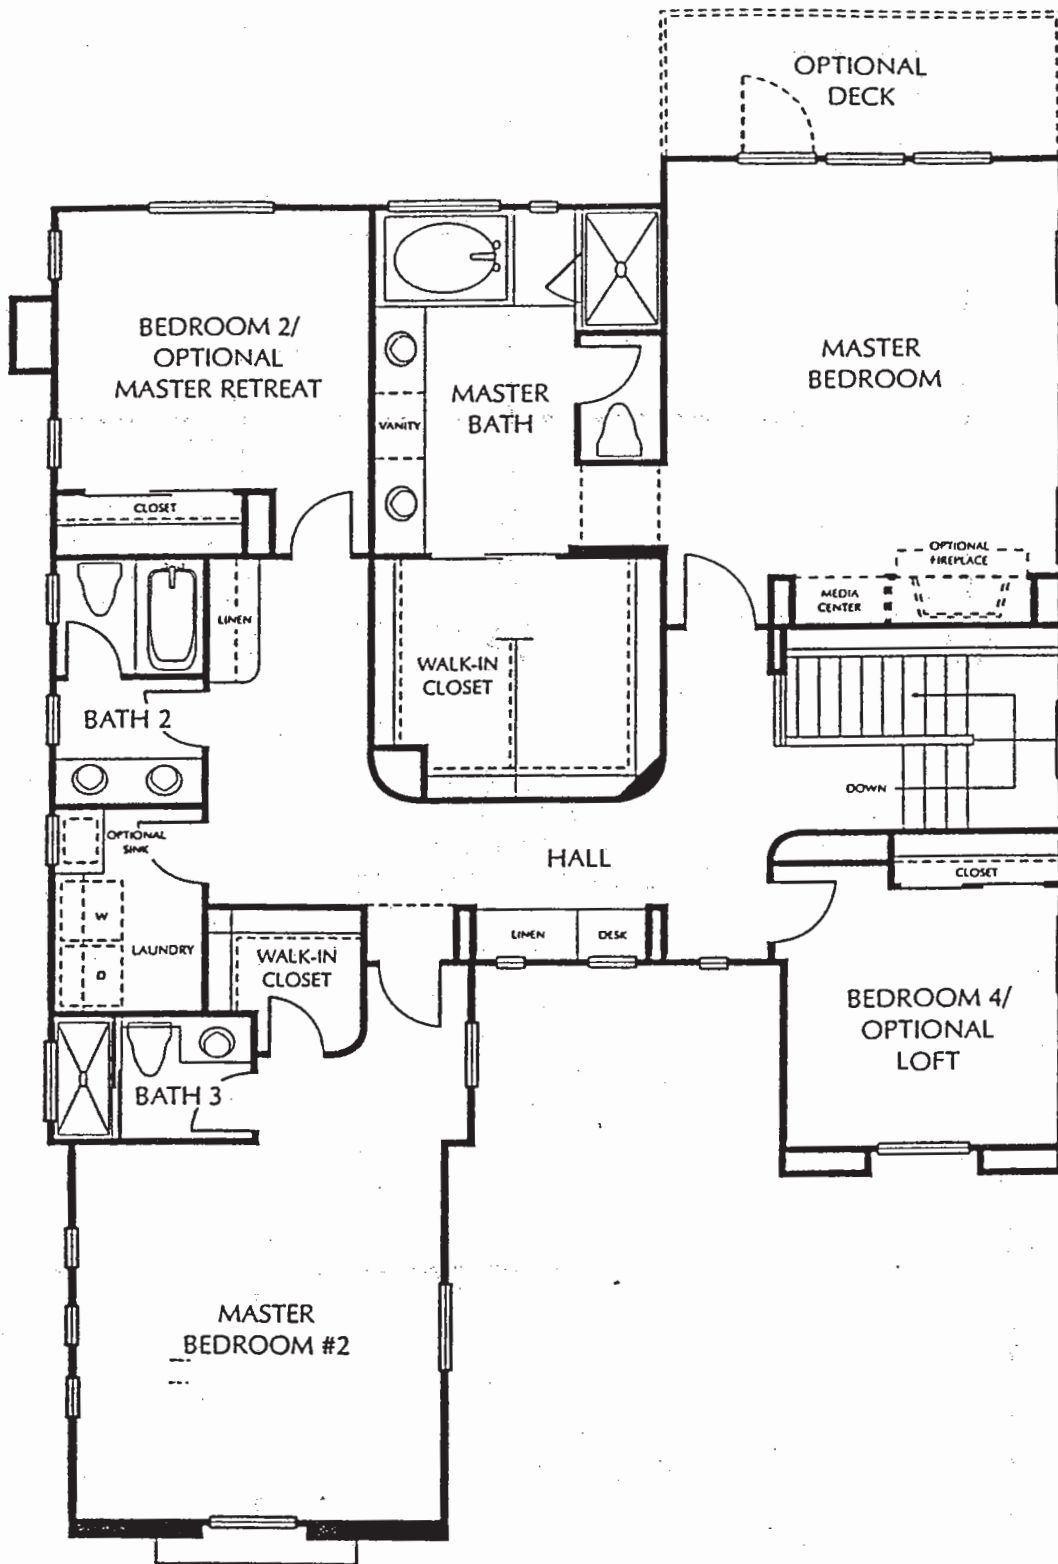 OPTIONAL
DECK
BEDROOM 2/
OPTIONAL
MASTER RETREAT
MASTER
BATH
VANITY
MASTER
BEDROOM
CLOSET
OPTIONAL
FIREPLACE
MEDIA
CENTER
LINEN
WALK-IN
CLOSET
BATH 2
DOWN
OPTIONAL
SINK
HALL
CLOSET
W
LAUNDRY
D
WALK-IN
CLOSET
LINEN
DESK
BEDROOM 4/
OPTIONAL
LOFT
BATH 3
MASTER
BEDROOM #2